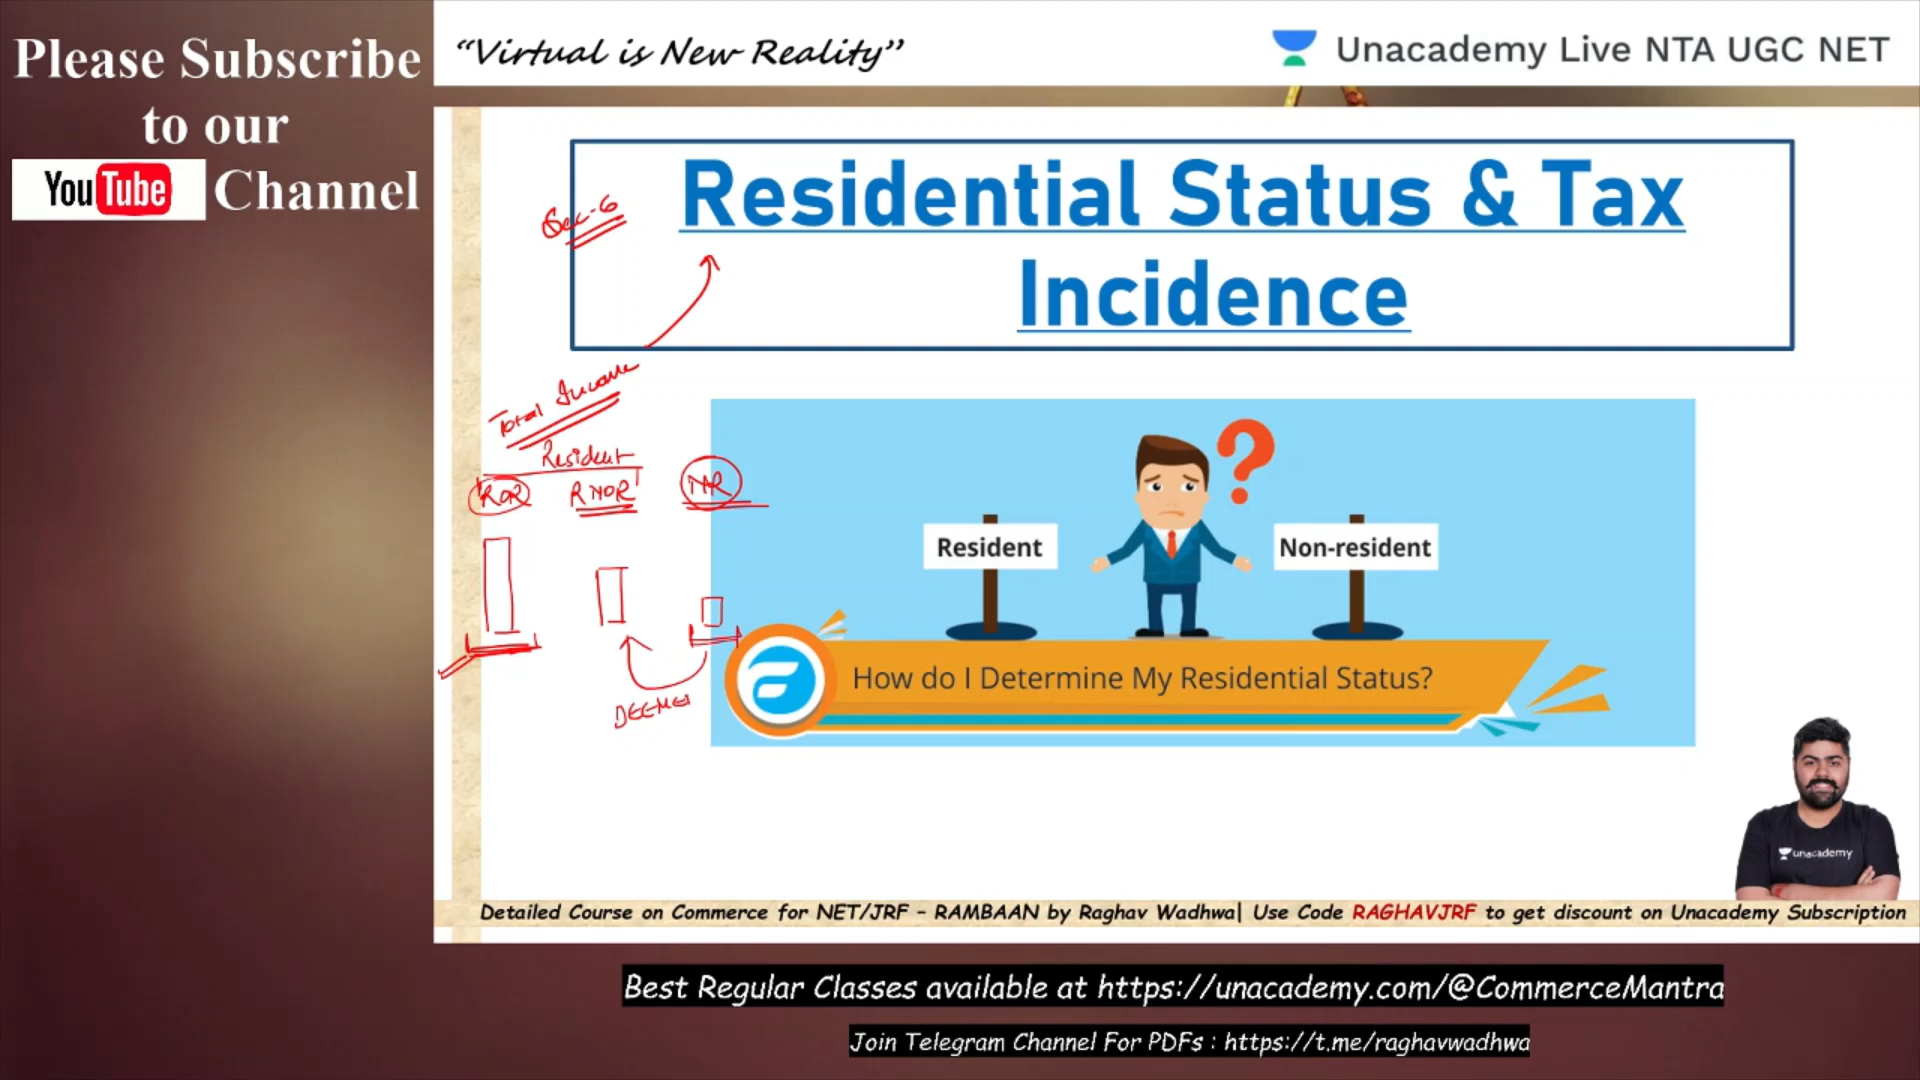 Please Subscribe
to our
YouTube Channel
“Virtual is New Reality”
Unacademy Live NTA UGC NET
Residential Status & Tax
Incidence
Sec-6
Total Income
Resident
ROR RNOR NR
DEEMED
Resident
Non-resident
How do I Determine My Residential Status?
unacademy
Detailed Course on Commerce for NET/JRF – RAMBAAN by Raghav Wadhwa| Use Code RAGHAVJRF to get discount on Unacademy Subscription
Best Regular Classes available at https://unacademy.com/@CommerceMantra
Join Telegram Channel For PDFs : https://t.me/raghavwadhwa